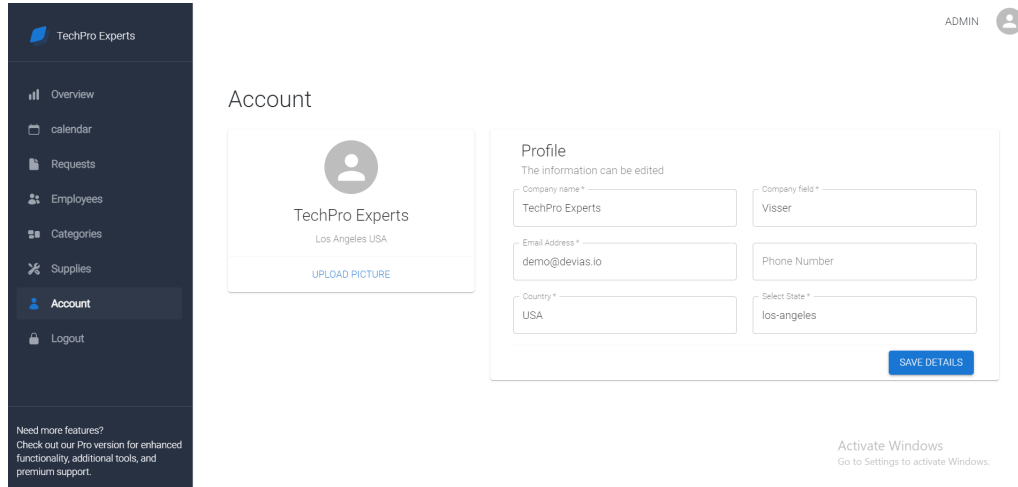 TechPro Experts
ADMIN
Overview
calendar
Requests
Employees
Categories
Supplies
Account
Logout
Need more features?
Check out our Pro version for enhanced
functionality, additional tools, and
premium support.
Account
TechPro Experts
Los Angeles USA
UPLOAD PICTURE
Profile
The information can be edited
Company name *
TechPro Experts
Company field *
Visser
Email Address *
demo@devias.io
Phone Number
Country *
USA
Select State *
los-angeles
SAVE DETAILS
Activate Windows
Go to Settings to activate Windows.